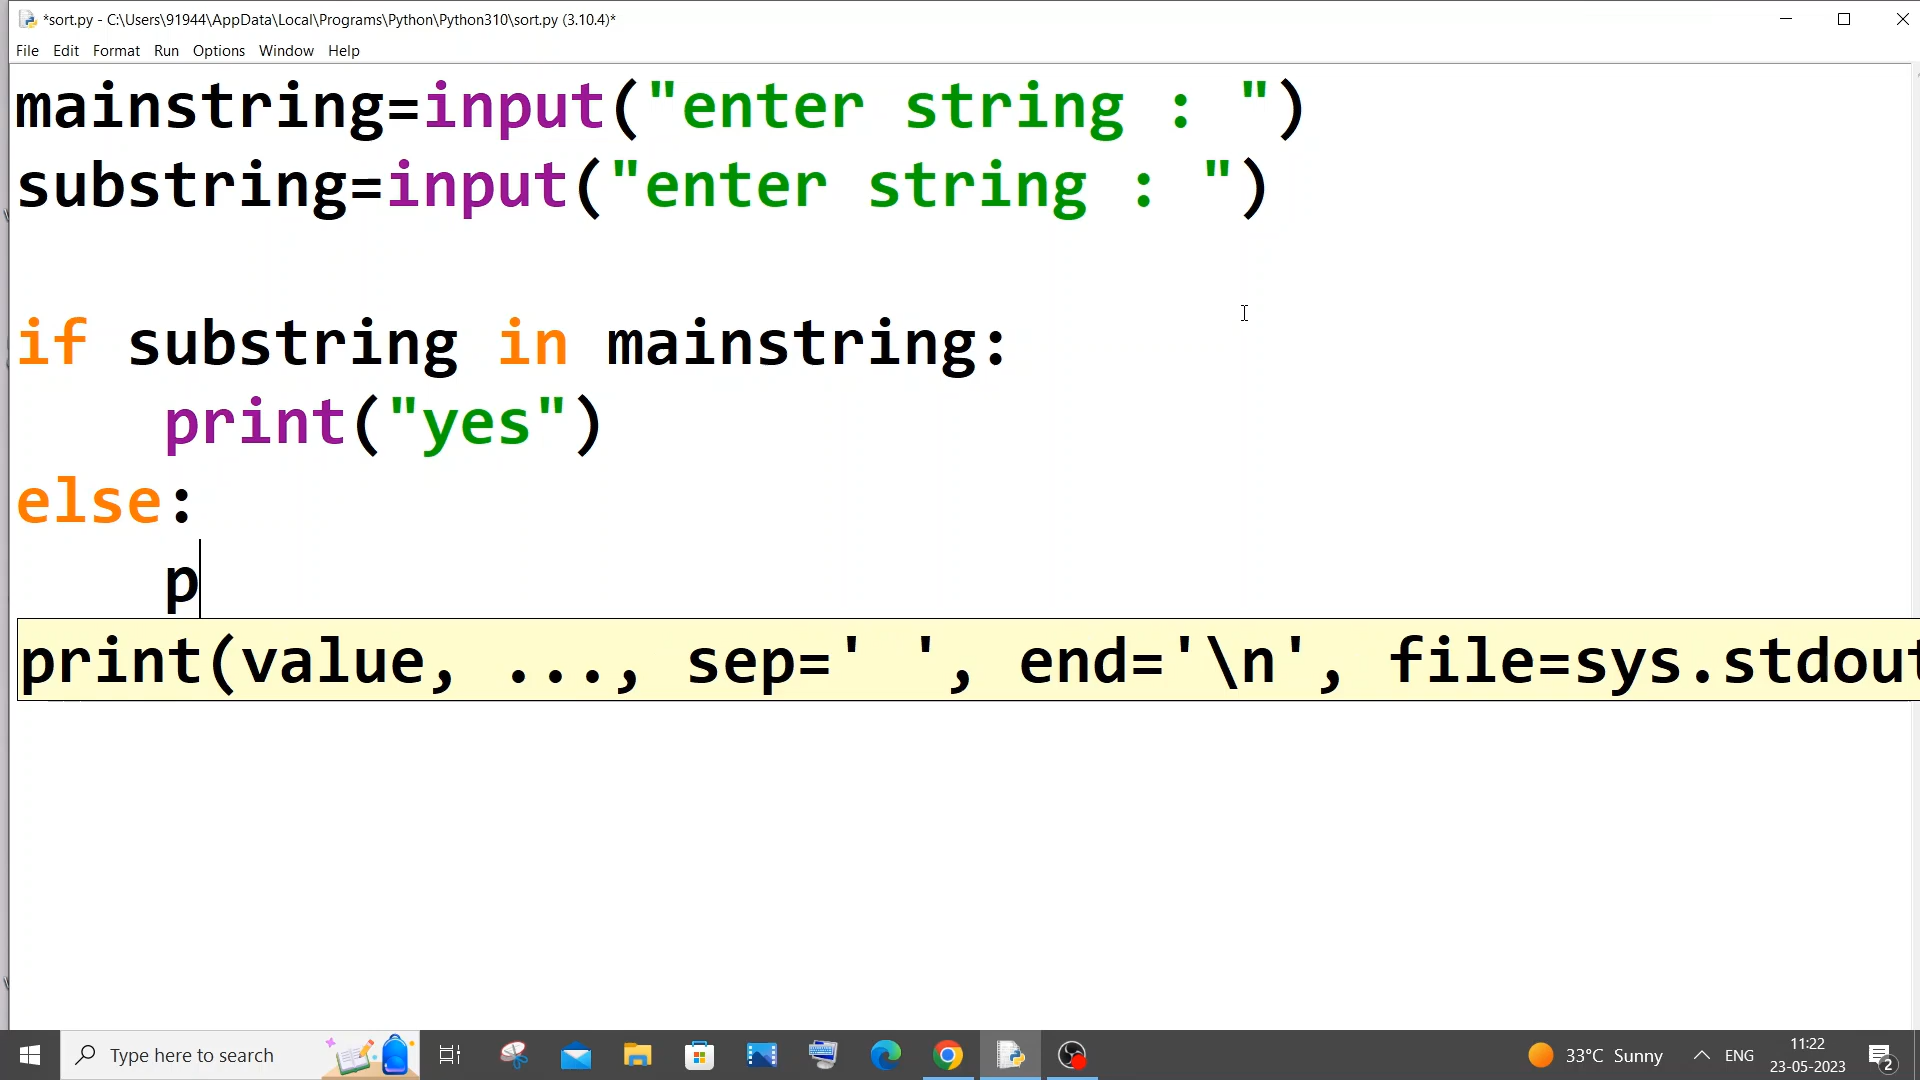 *sort.py - C:\Users\91944\AppData\Local\Programs\Python\Python310\sort.py (3.10.4)*
File Edit Format Run Options Window Help
mainstring=input("enter string : ")
substring=input("enter string : ")
if substring in mainstring:
    print("yes")
else:
    p
print(value, ..., sep=' ', end='\n', file=sys.stdout
Type here to search
33°C Sunny
ENG
11:22
23-05-2023
2